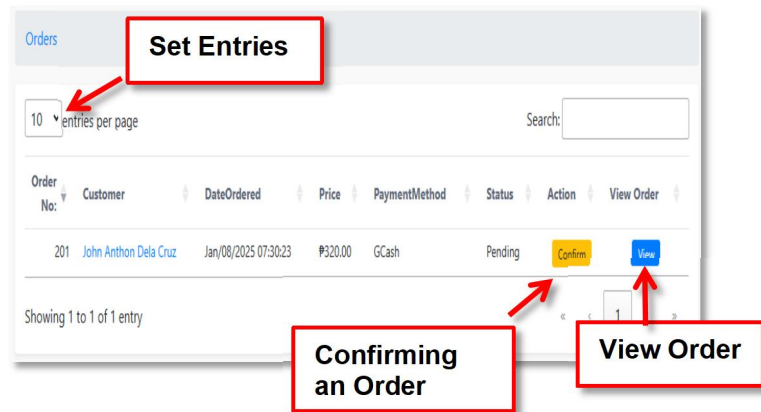 Orders
Set Entries
10 entries per page
Search:
Order No:
Customer
DateOrdered
Price
PaymentMethod
Status
Action
View Order
201 John Anthon Dela Cruz Jan/08/2025 07:30:23 ₱320.00 GCash Pending Confirm View
Showing 1 to 1 of 1 entry
« ‹ 1 »
Confirming
an Order
View Order